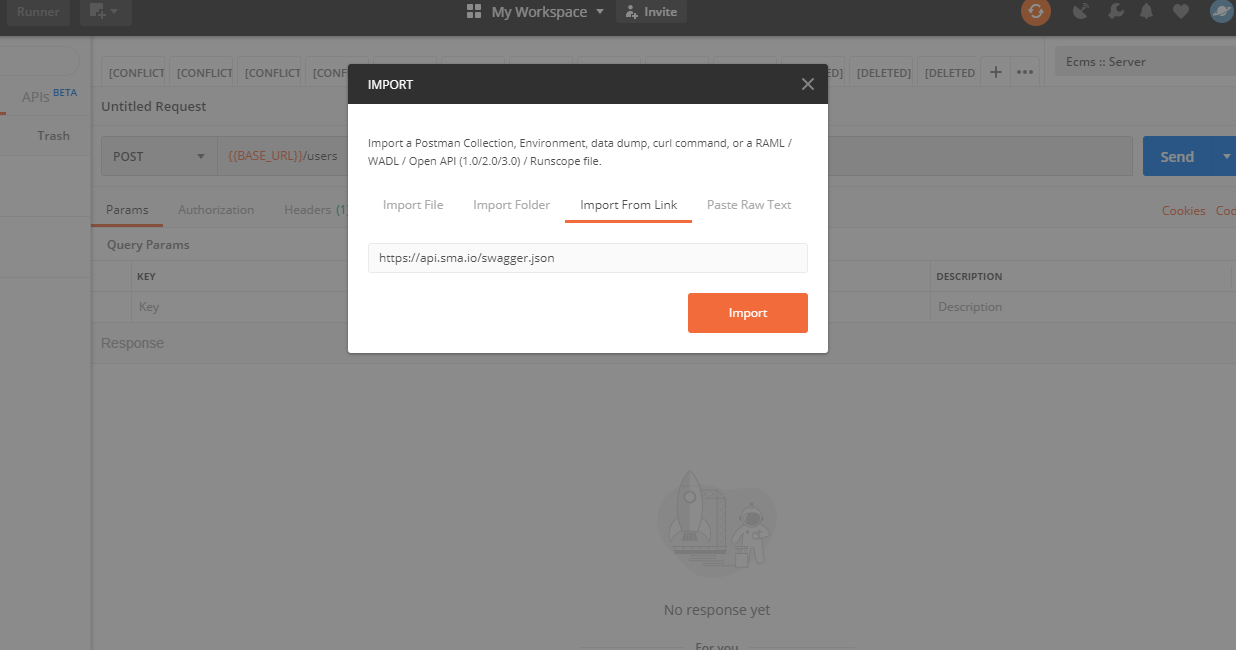 Runner
My Workspace
Invite
[CONFLICT [CONFLICT [CONFLICT [CONF ED] [DELETED] [DELETED + •••
Ecms :: Server
APIs BETA
Trash
Untitled Request
POST {{BASE_URL}}/users
Send
Params Authorization Headers (1
Cookies Coo
Query Params
KEY DESCRIPTION
Key Description
Response
IMPORT
Import a Postman Collection, Environment, data dump, curl command, or a RAML /
WADL / Open API (1.0/2.0/3.0) / Runscope file.
Import File Import Folder Import From Link Paste Raw Text
https://api.sma.io/swagger.json
Import
No response yet
For you